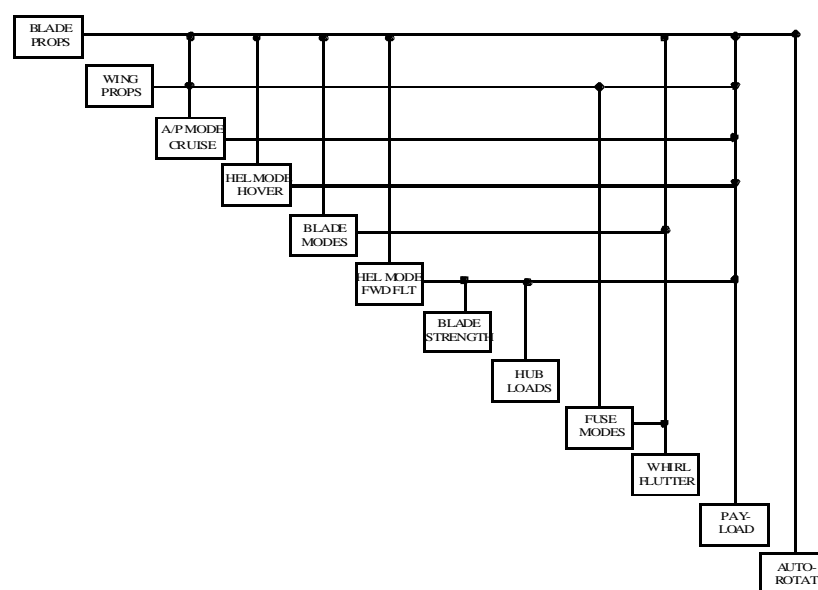 BLADE
PROPS
WING
PROPS
A/P MODE
CRUISE
HEL MODE
HOVER
BLADE
MODES
HEL MODE
FWD FLT
BLADE
STRENGTH
HUB
LOADS
FUSE
MODES
WHIRL
FLUTTER
PAY-
LOAD
AUTO-
ROTAT